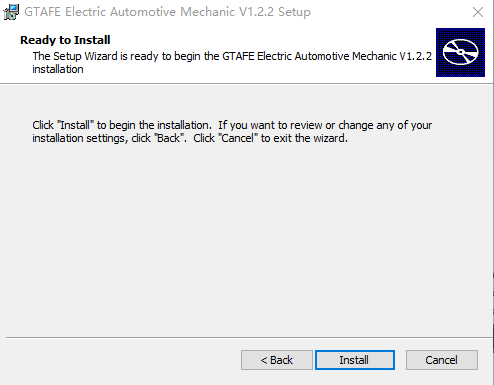 GTAFE Electric Automotive Mechanic V1.2.2 Setup
Ready to Install
The Setup Wizard is ready to begin the GTAFE Electric Automotive Mechanic V1.2.2
installation
Click "Install" to begin the installation.  If you want to review or change any of your
installation settings, click "Back".  Click "Cancel" to exit the wizard.
< Back
Install
Cancel